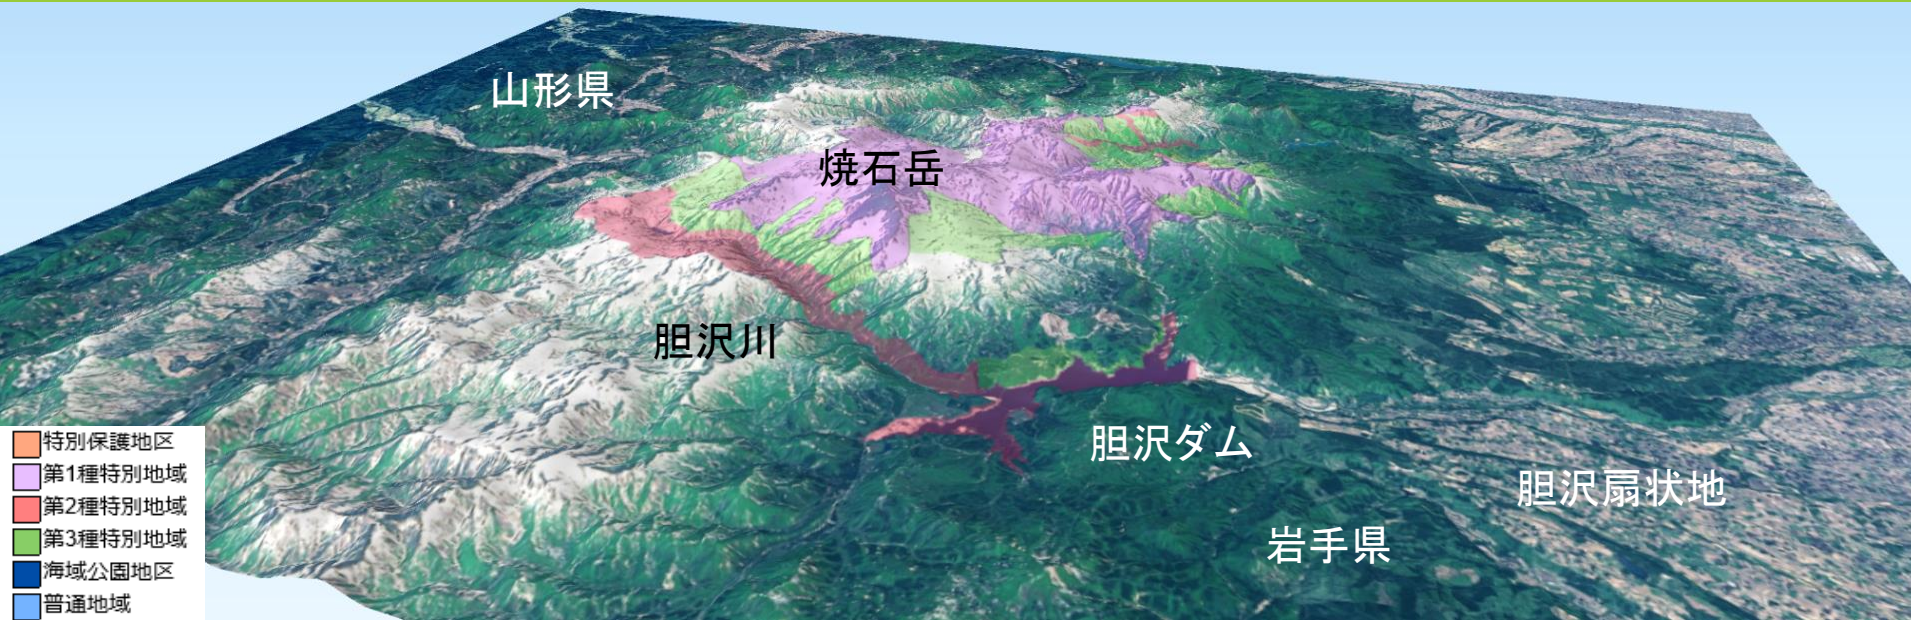 山形県
焼石岳
胆沢川
胆沢ダム
胆沢扇状地
岩手県
特別保護地区
第1種特別地域
第2種特別地域
第3種特別地域
海域公園地区
普通地域